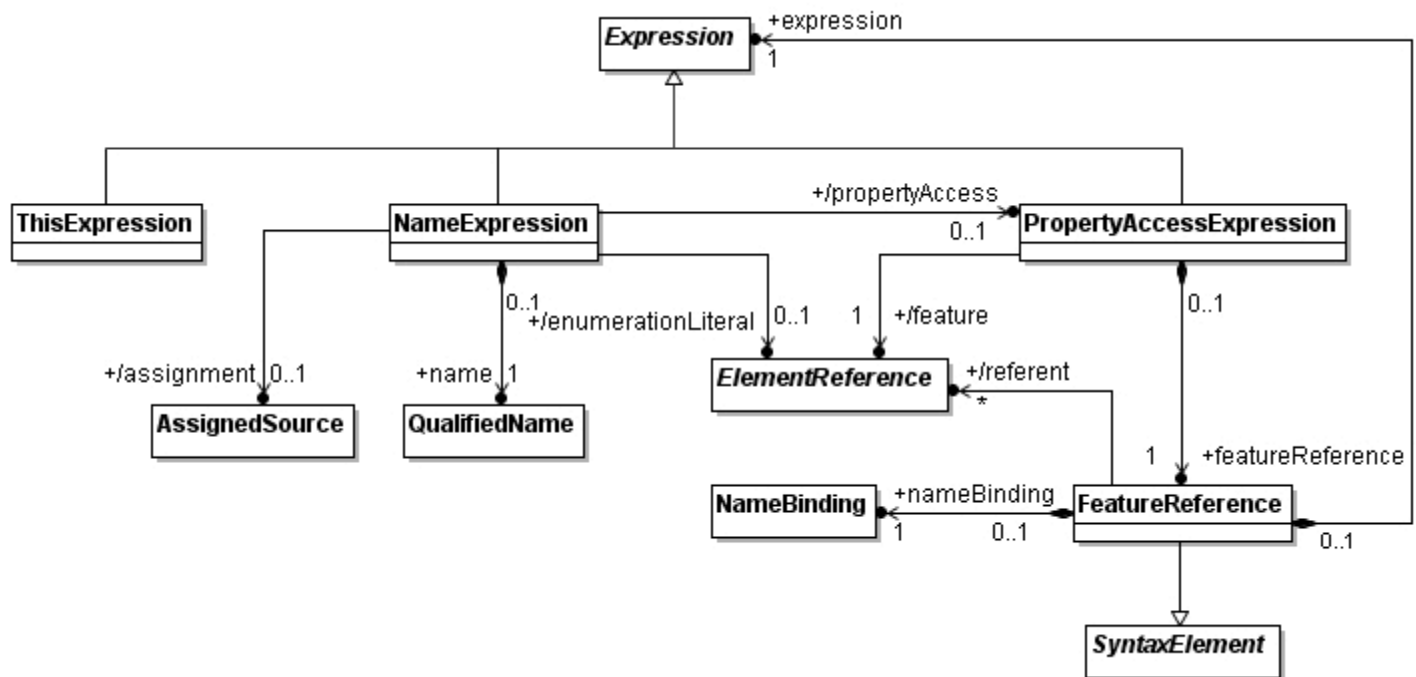 +expression
Expression
1
+/propertyAccess
ThisExpression
NameExpression
PropertyAccessExpression
0..1
0..1
0..1
+/enumerationLiteral
0..1
1
+/feature
+/assignment
0..1
+name
1
ElementReference
+/referent
*
AssignedSource
QualifiedName
1
+featureReference
NameBinding
+nameBinding
FeatureReference
1
0..1
0..1
SyntaxElement